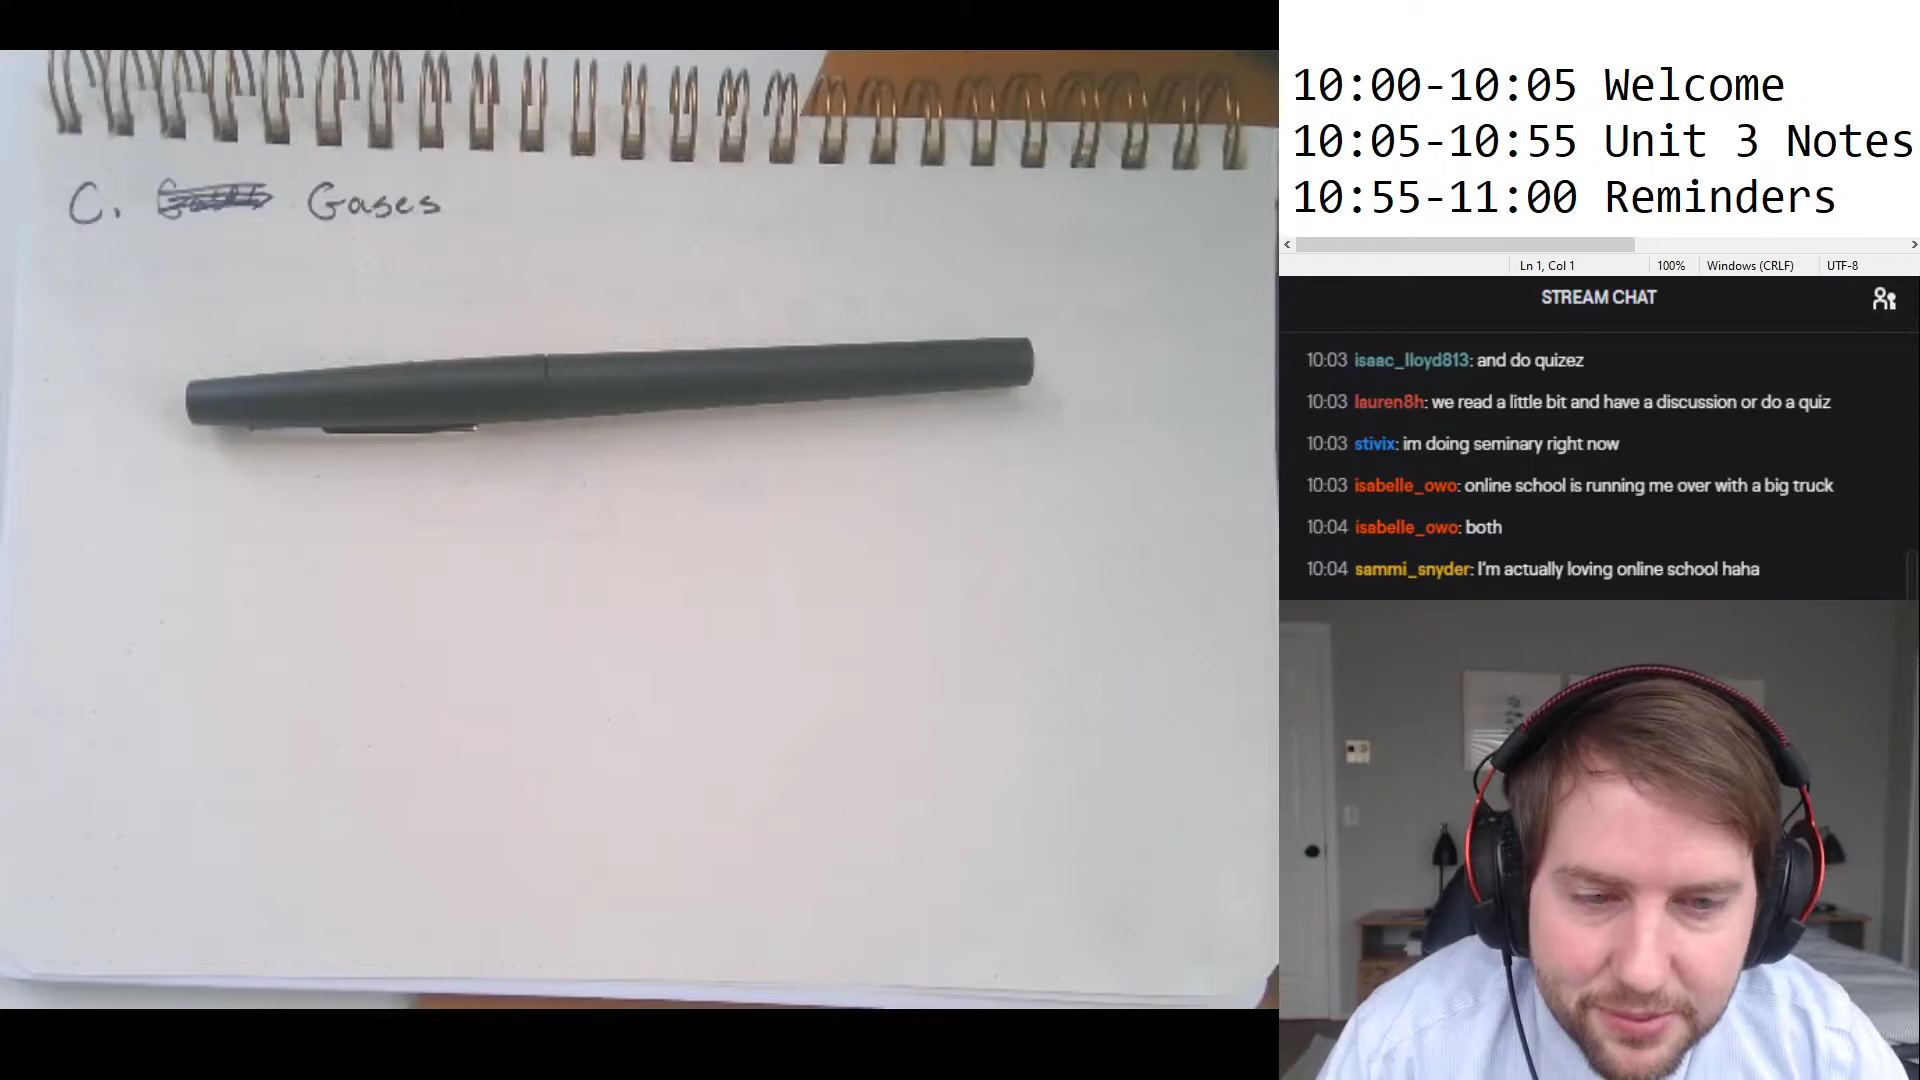 C. Gases
10:00-10:05 Welcome
10:05-10:55 Unit 3 Notes
10:55-11:00 Reminders
Ln 1, Col 1
100%
Windows (CRLF)
UTF-8
STREAM CHAT
10:03 isaac_lloyd813: and do quizez
10:03 lauren8h: we read a little bit and have a discussion or do a quiz
10:03 stivix: im doing seminary right now
10:03 isabelle_owo: online school is running me over with a big truck
10:04 isabelle_owo: both
10:04 sammi_snyder: I'm actually loving online school haha